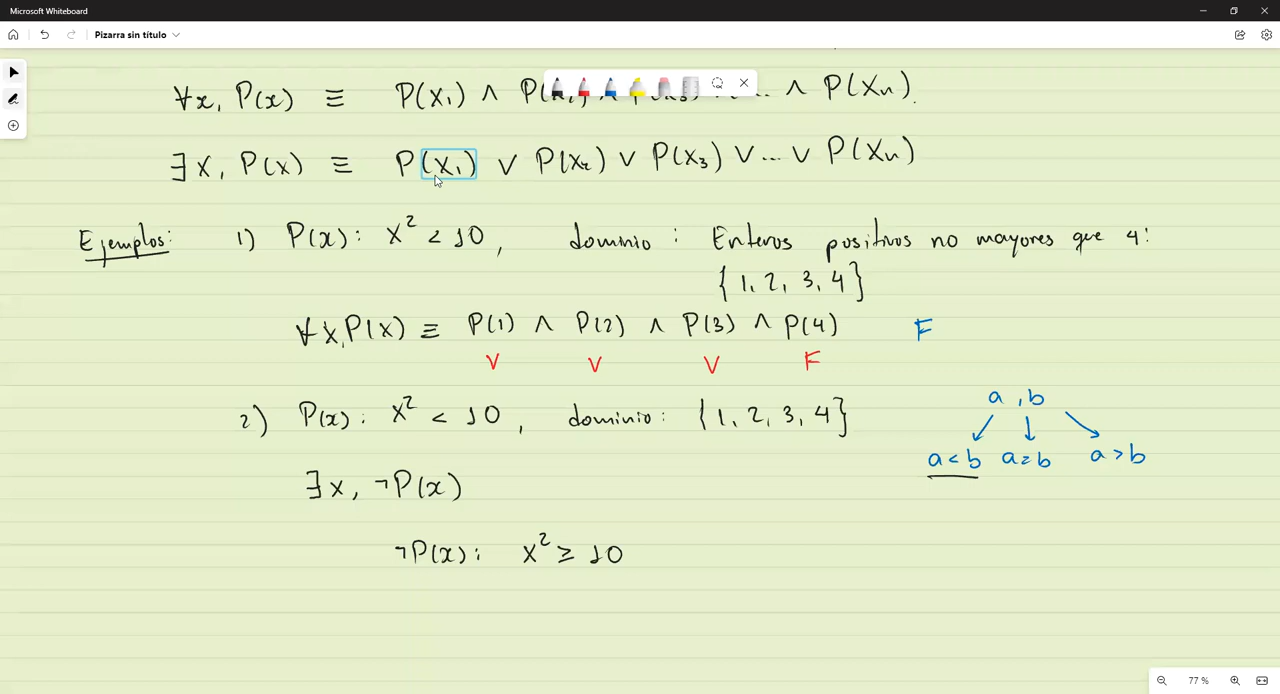 Microsoft Whiteboard
Pizarra sin título
∀x, P(x) ≡ P(x₁) ∧ ... ∧ P(xₙ).
∃x, P(x) ≡ P(x₁) ∨ P(x₂) ∨ P(x₃) ∨ ... ∨ P(xₙ)
Ejemplos: 1) P(x): x² < 10, dominio: Enteros positivos no mayores que 4:
{1, 2, 3, 4}
∀x, P(x) ≡ P(1) ∧ P(2) ∧ P(3) ∧ P(4) F
V V V F
2) P(x): x² < 10, dominio: {1, 2, 3, 4}
a, b
a < b a = b a > b
∃x, ¬P(x)
¬P(x): x² ≥ 10
77 %